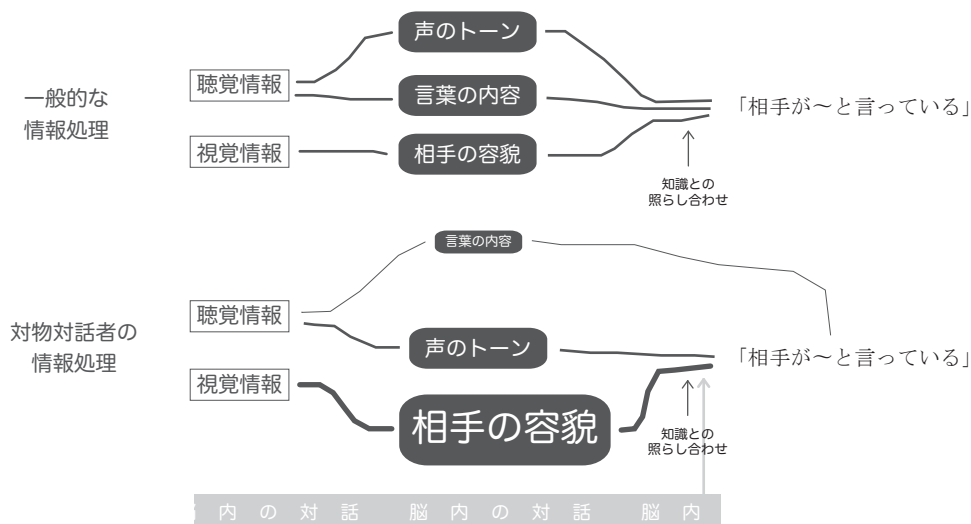 声のトーン
聴覚情報
言葉の内容
一般的な
情報処理
「相手が〜と言っている」
視覚情報
相手の容貌
知識との
照らし合わせ
言葉の内容
聴覚情報
対物対話者の
情報処理
声のトーン
「相手が〜と言っている」
視覚情報
相手の容貌
知識との
照らし合わせ
内の対話 脳内の対話 脳内